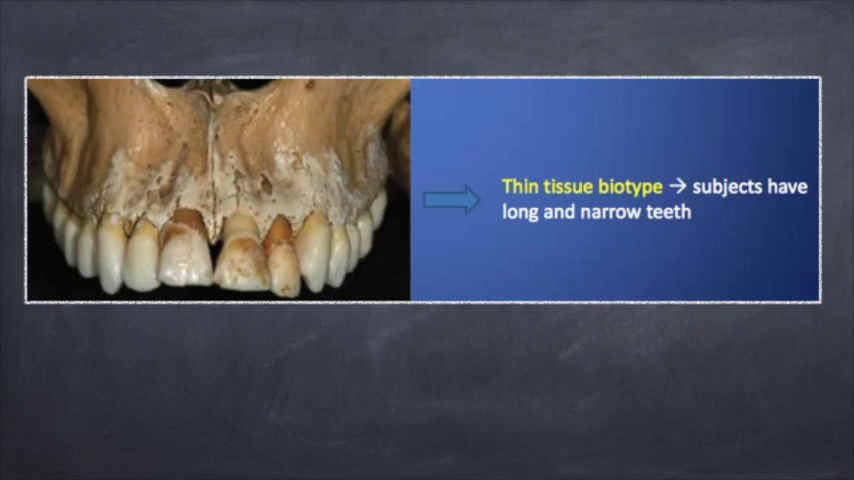 Thin tissue biotype → subjects have
long and narrow teeth